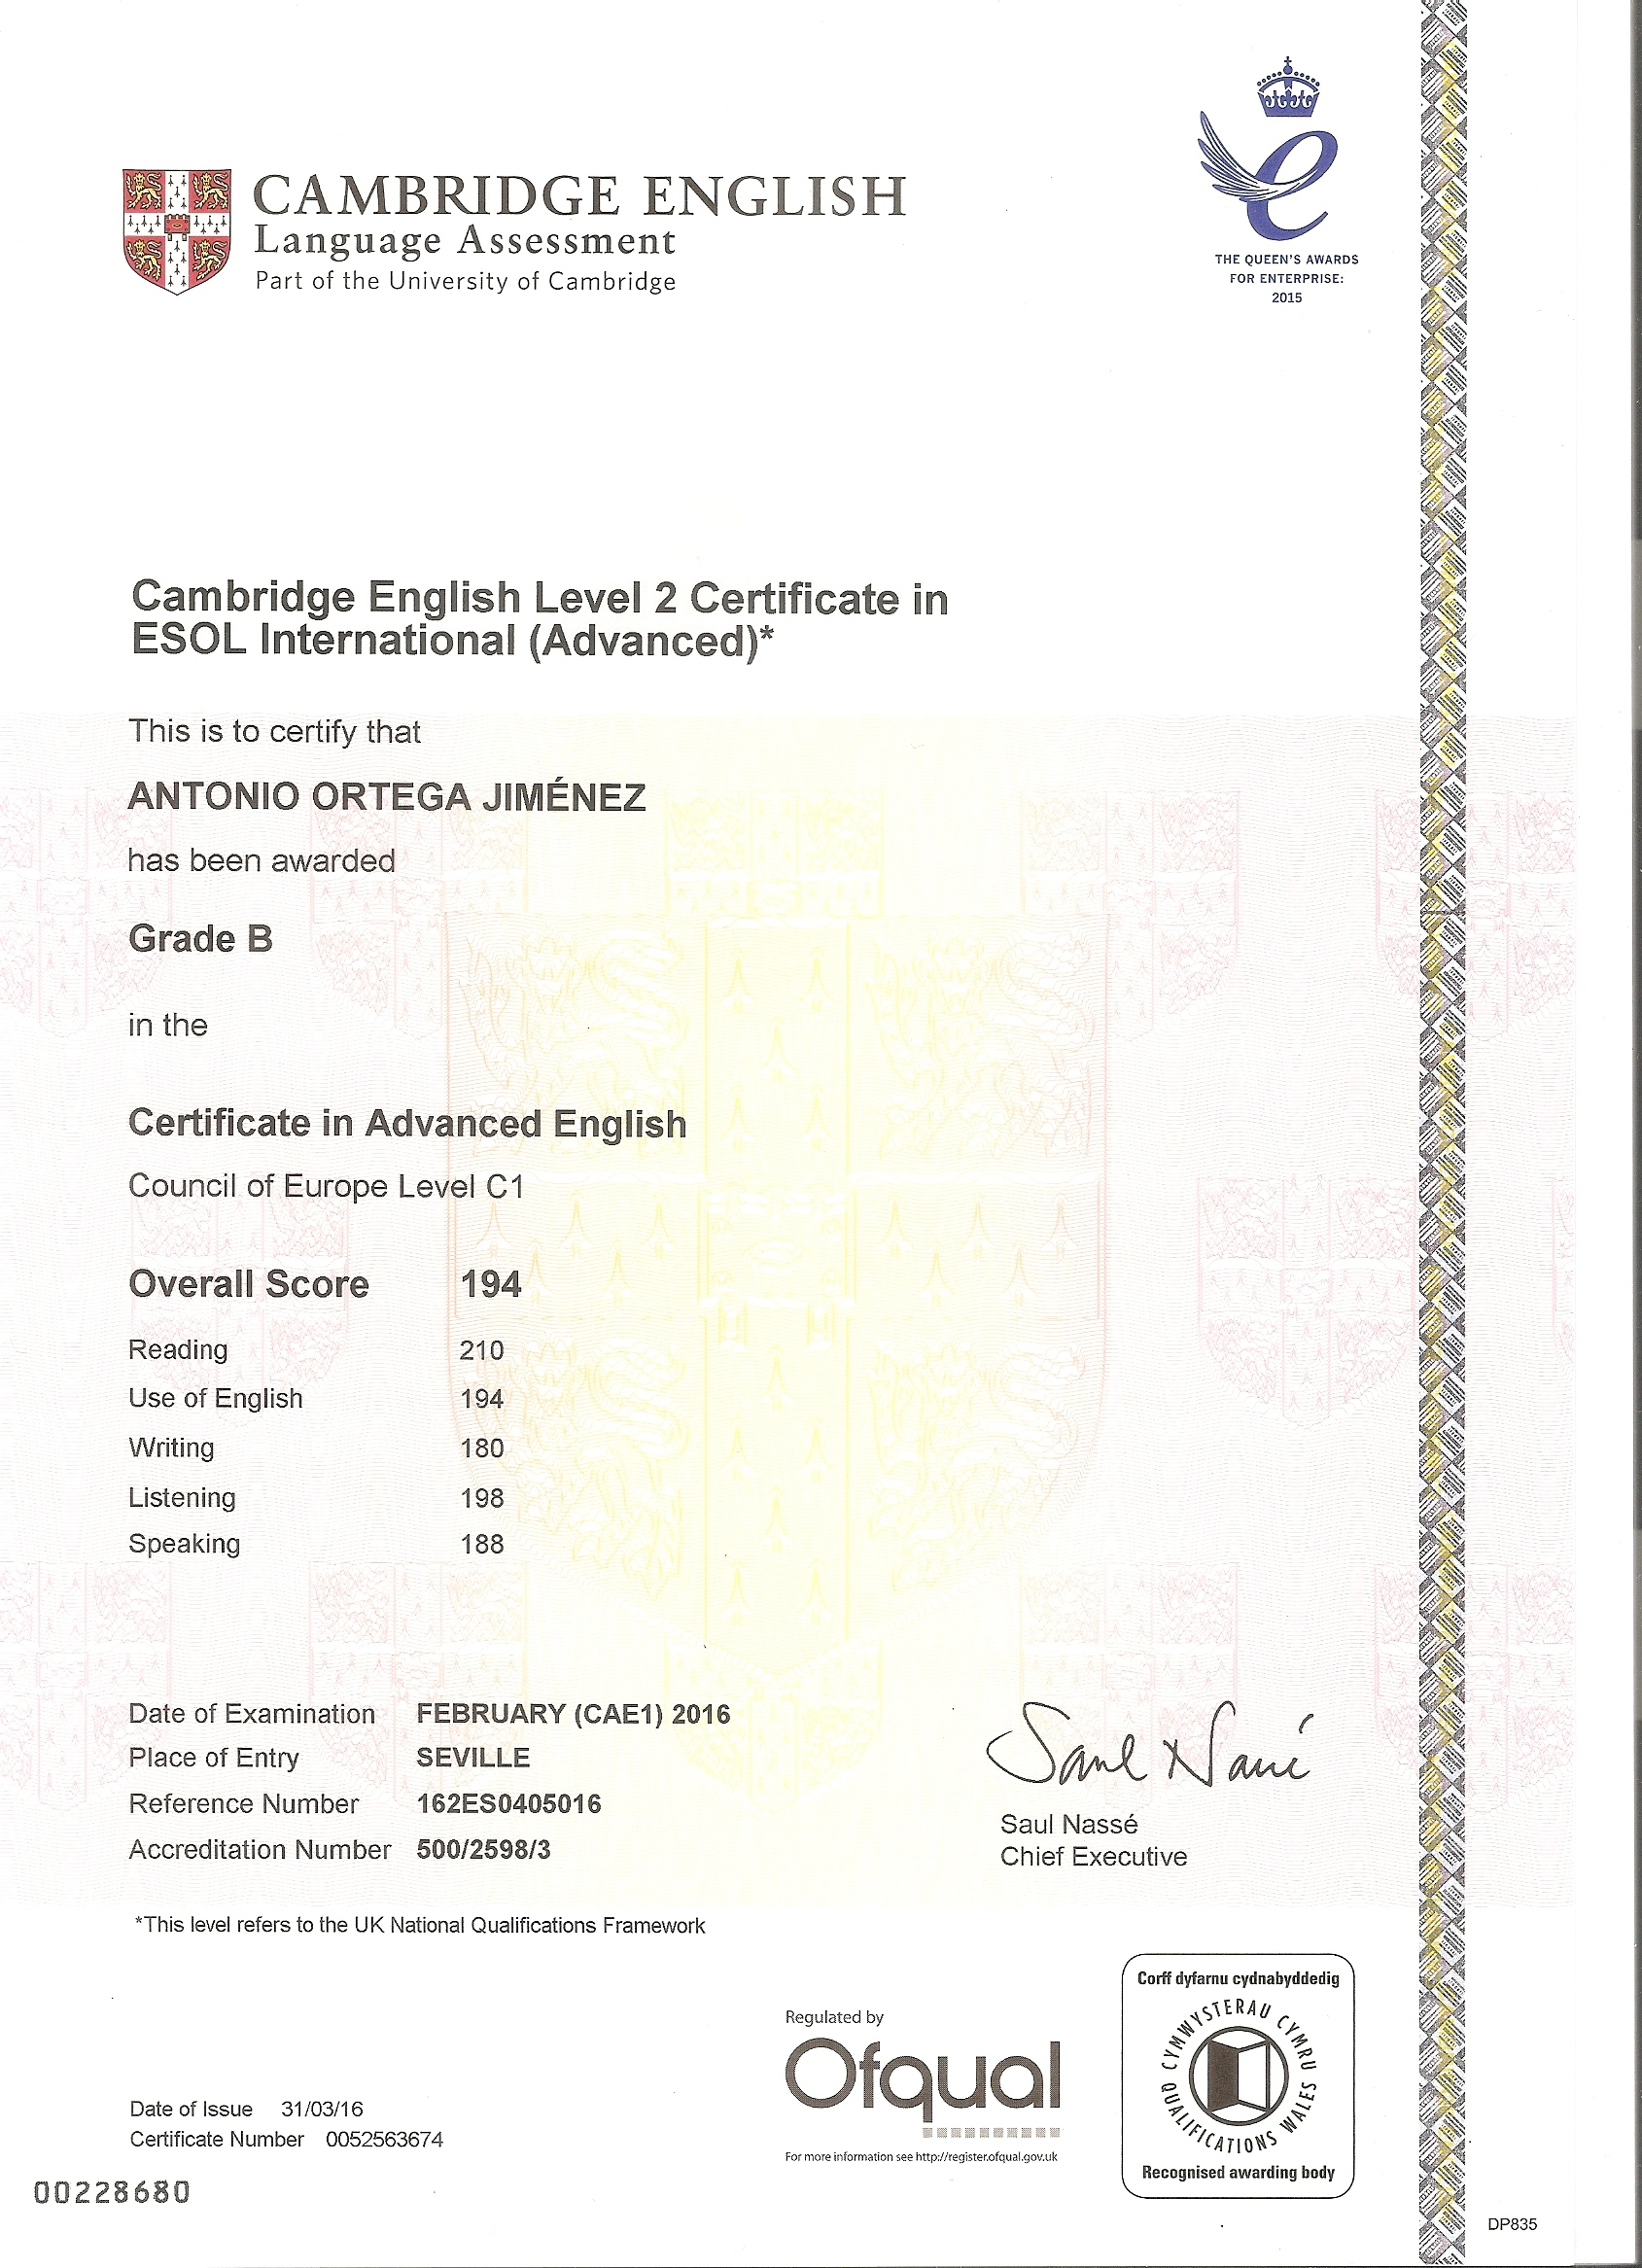 CAMBRIDGE ENGLISH
Language Assessment
Part of the University of Cambridge
THE QUEEN'S AWARDS
FOR ENTERPRISE:
2015
Cambridge English Level 2 Certificate in
ESOL International (Advanced)*
This is to certify that
ANTONIO ORTEGA JIMÉNEZ
has been awarded
Grade B
in the
Certificate in Advanced English
Council of Europe Level C1
Overall Score 194
Reading 210
Use of English 194
Writing 180
Listening 198
Speaking 188
Date of Examination FEBRUARY (CAE1) 2016
Place of Entry SEVILLE
Reference Number 162ES0405016
Accreditation Number 500/2598/3
Saul Nassé
Saul Nassé
Chief Executive
*This level refers to the UK National Qualifications Framework
Regulated by
Ofqual
For more information see http://register.ofqual.gov.uk
Corff dyfarnu cydnabyddedig
CYMWYSTERAU CYMRU
QUALIFICATIONS WALES
Recognised awarding body
Date of Issue 31/03/16
Certificate Number 0052563674
00228680
DP835